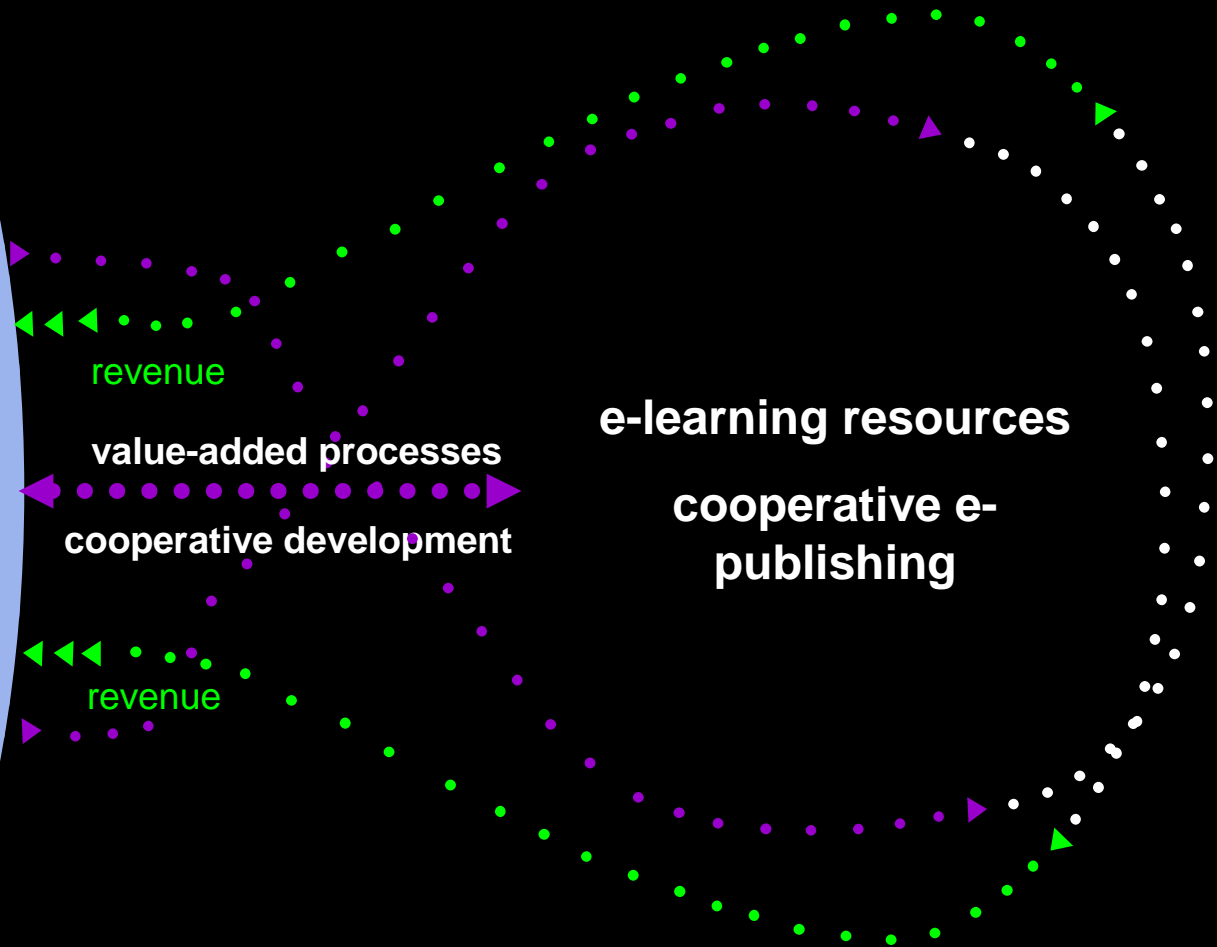 revenue
value-added processes
cooperative development
revenue
e-learning resources
cooperative e-
publishing